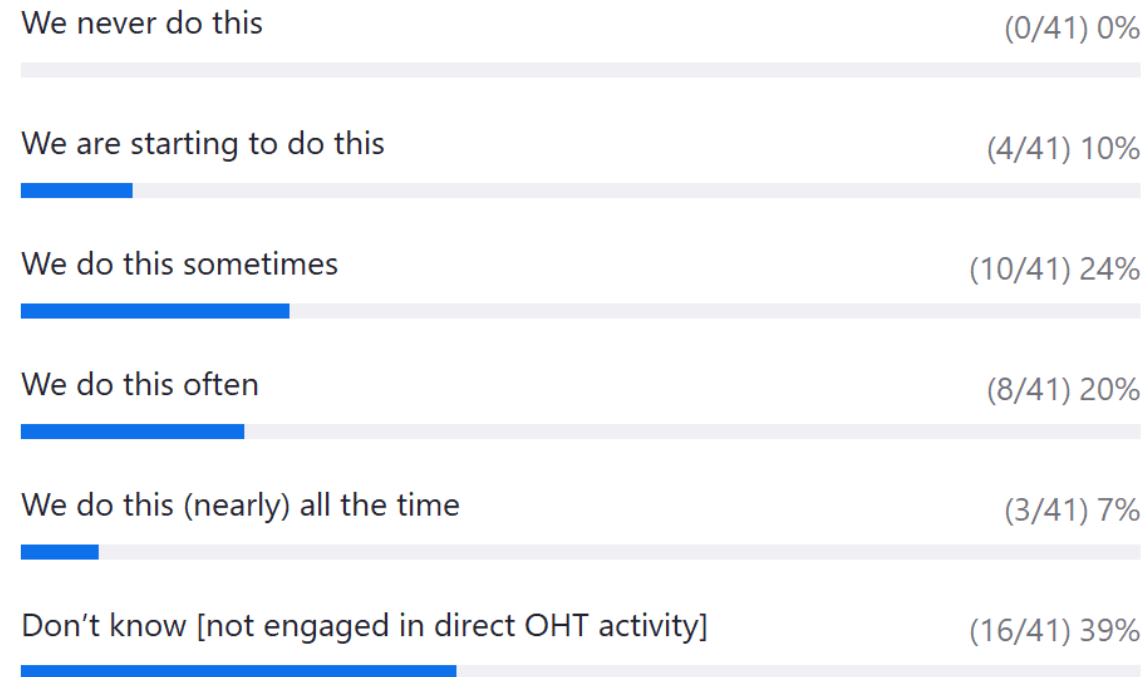 We never do this (0/41) 0%
We are starting to do this (4/41) 10%
We do this sometimes (10/41) 24%
We do this often (8/41) 20%
We do this (nearly) all the time (3/41) 7%
Don’t know [not engaged in direct OHT activity] (16/41) 39%